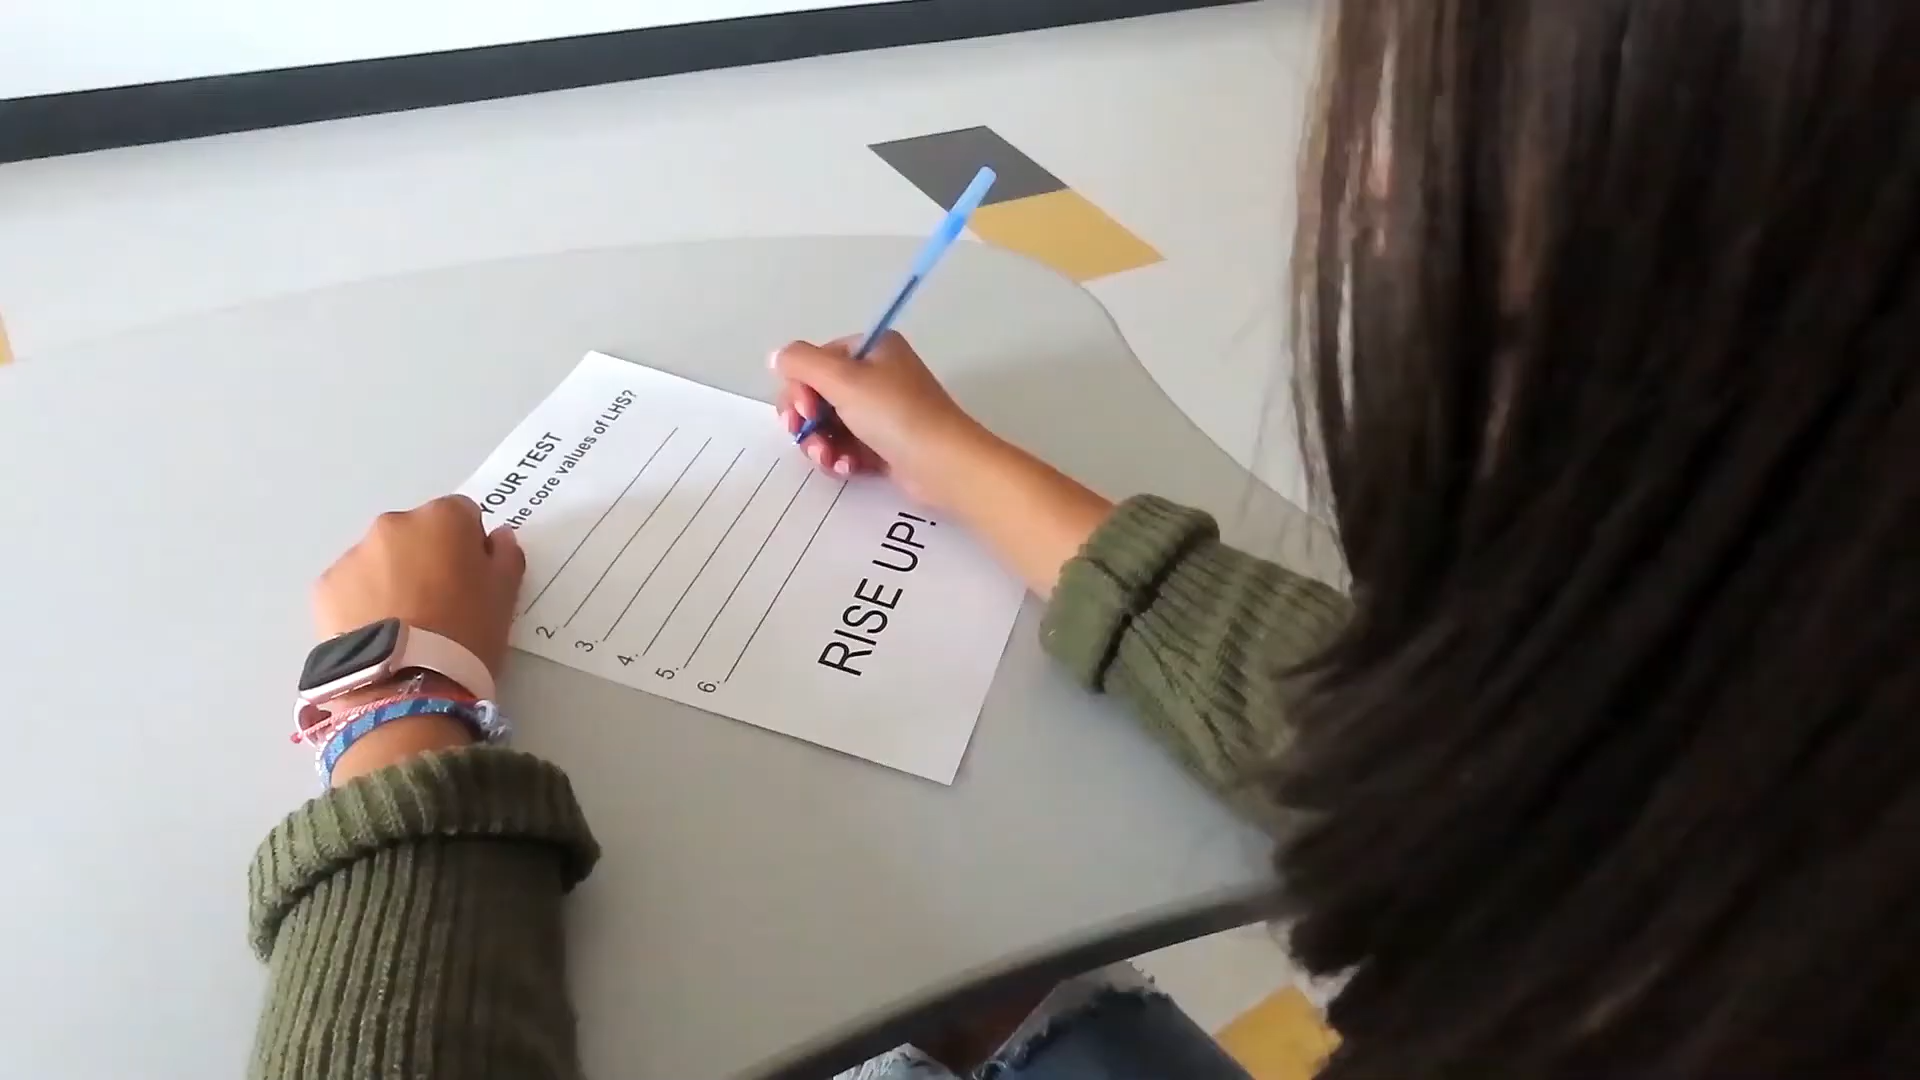 YOUR TEST
the core values of LHS?
2.
3.
4.
5.
6.
RISE UP!